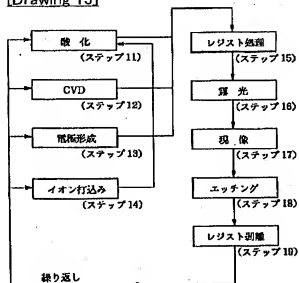 [Drawing 15]
酸 化
(ステップ11)
CVD
(ステップ12)
電極形成
(ステップ13)
イオン打込み
(ステップ14)
レジスト処理
(ステップ15)
露 光
(ステップ16)
現 像
(ステップ17)
エッチング
(ステップ18)
レジスト剥離
(ステップ19)
繰り返し